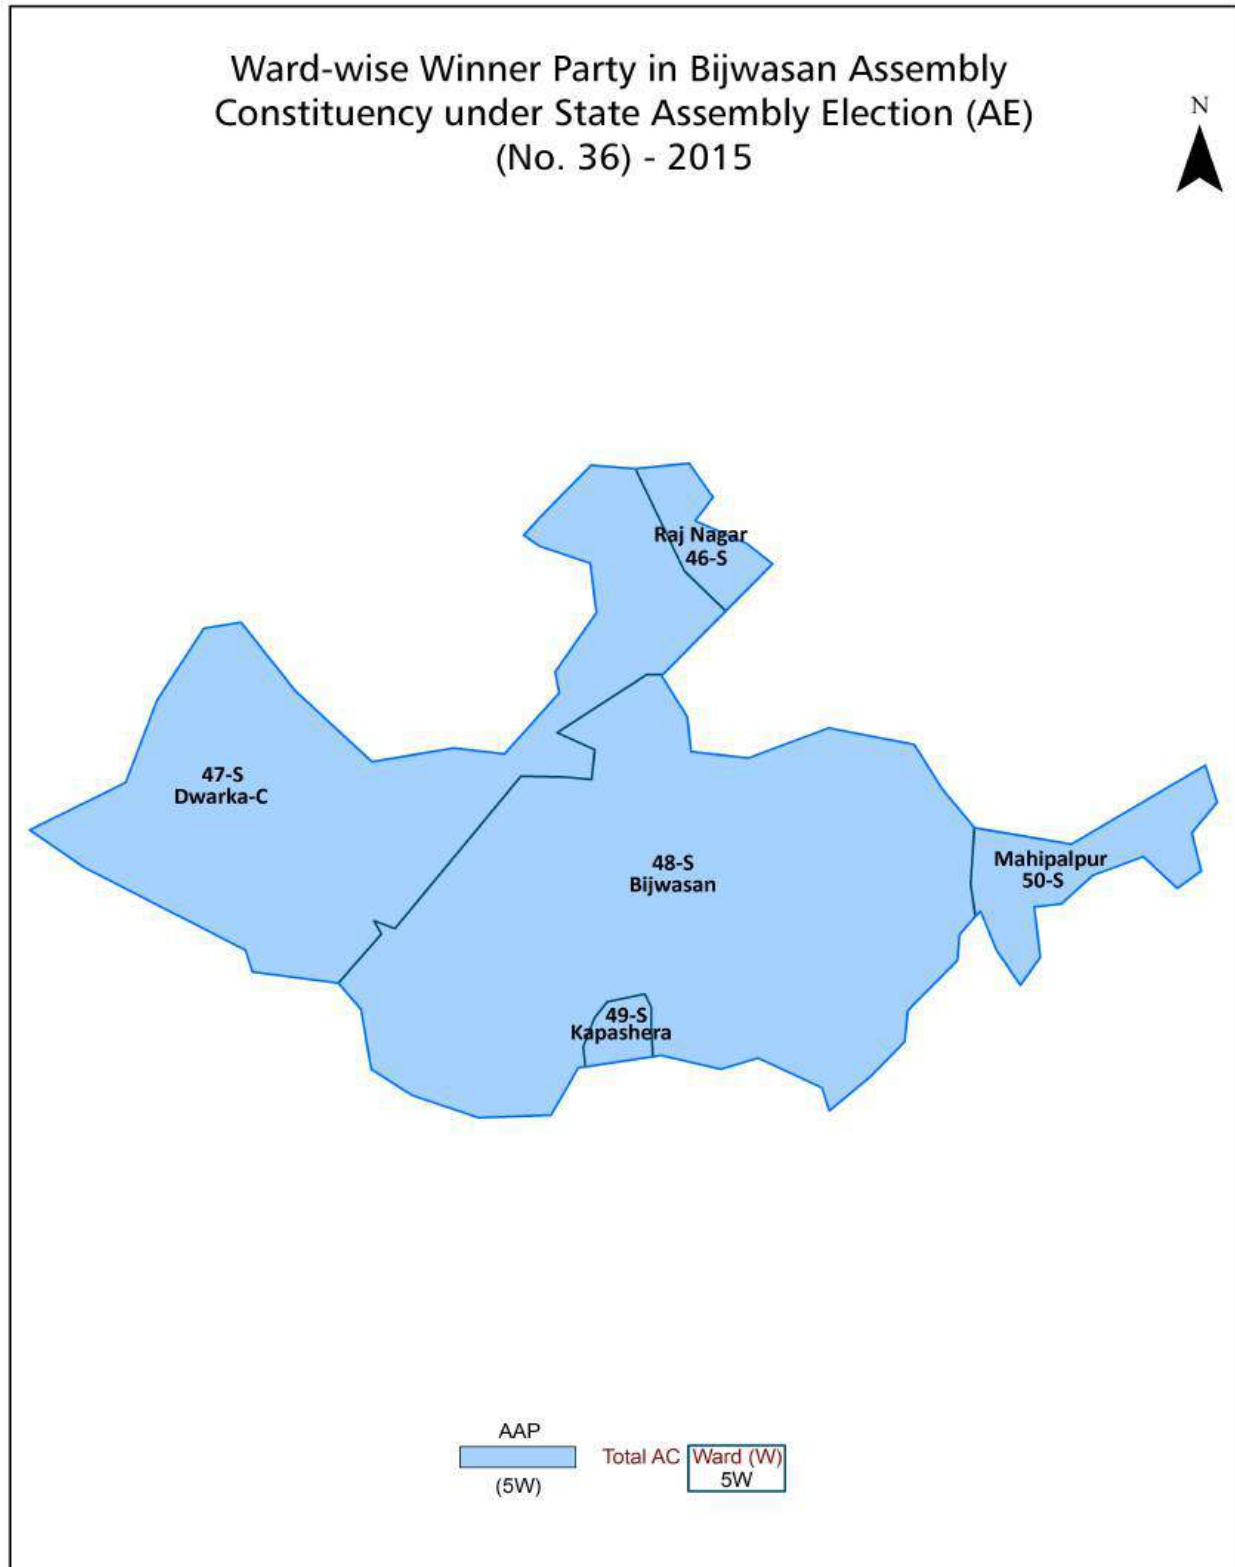 Ward-wise Winner Party in Bijwasan Assembly
Constituency under State Assembly Election (AE)
(No. 36) - 2015
N
Raj Nagar
46-S
47-S
Dwarka-C
48-S
Bijwasan
Mahipalpur
50-S
49-S
Kapashera
AAP
(5W)
Total AC
Ward (W)
5W